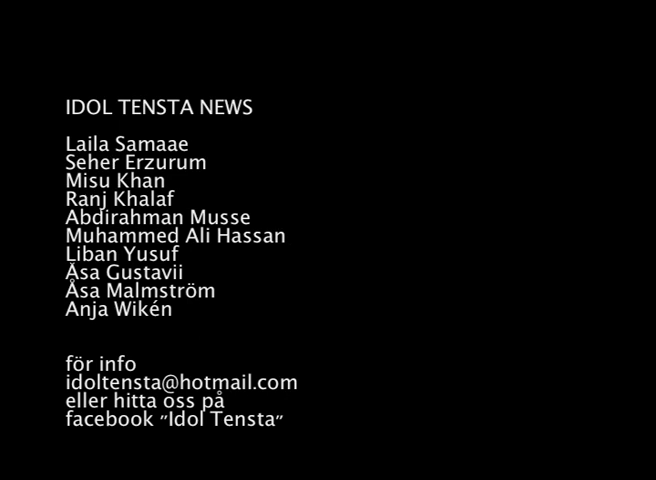 IDOL TENSTA NEWS
Laila Samaae
Seher Erzurum
Misu Khan
Ranj Khalaf
Abdirahman Musse
Muhammed Ali Hassan
Liban Yusuf
Åsa Gustavii
Åsa Malmström
Anja Wikén
för info
idoltensta@hotmail.com
eller hitta oss på
facebook ”Idol Tensta”